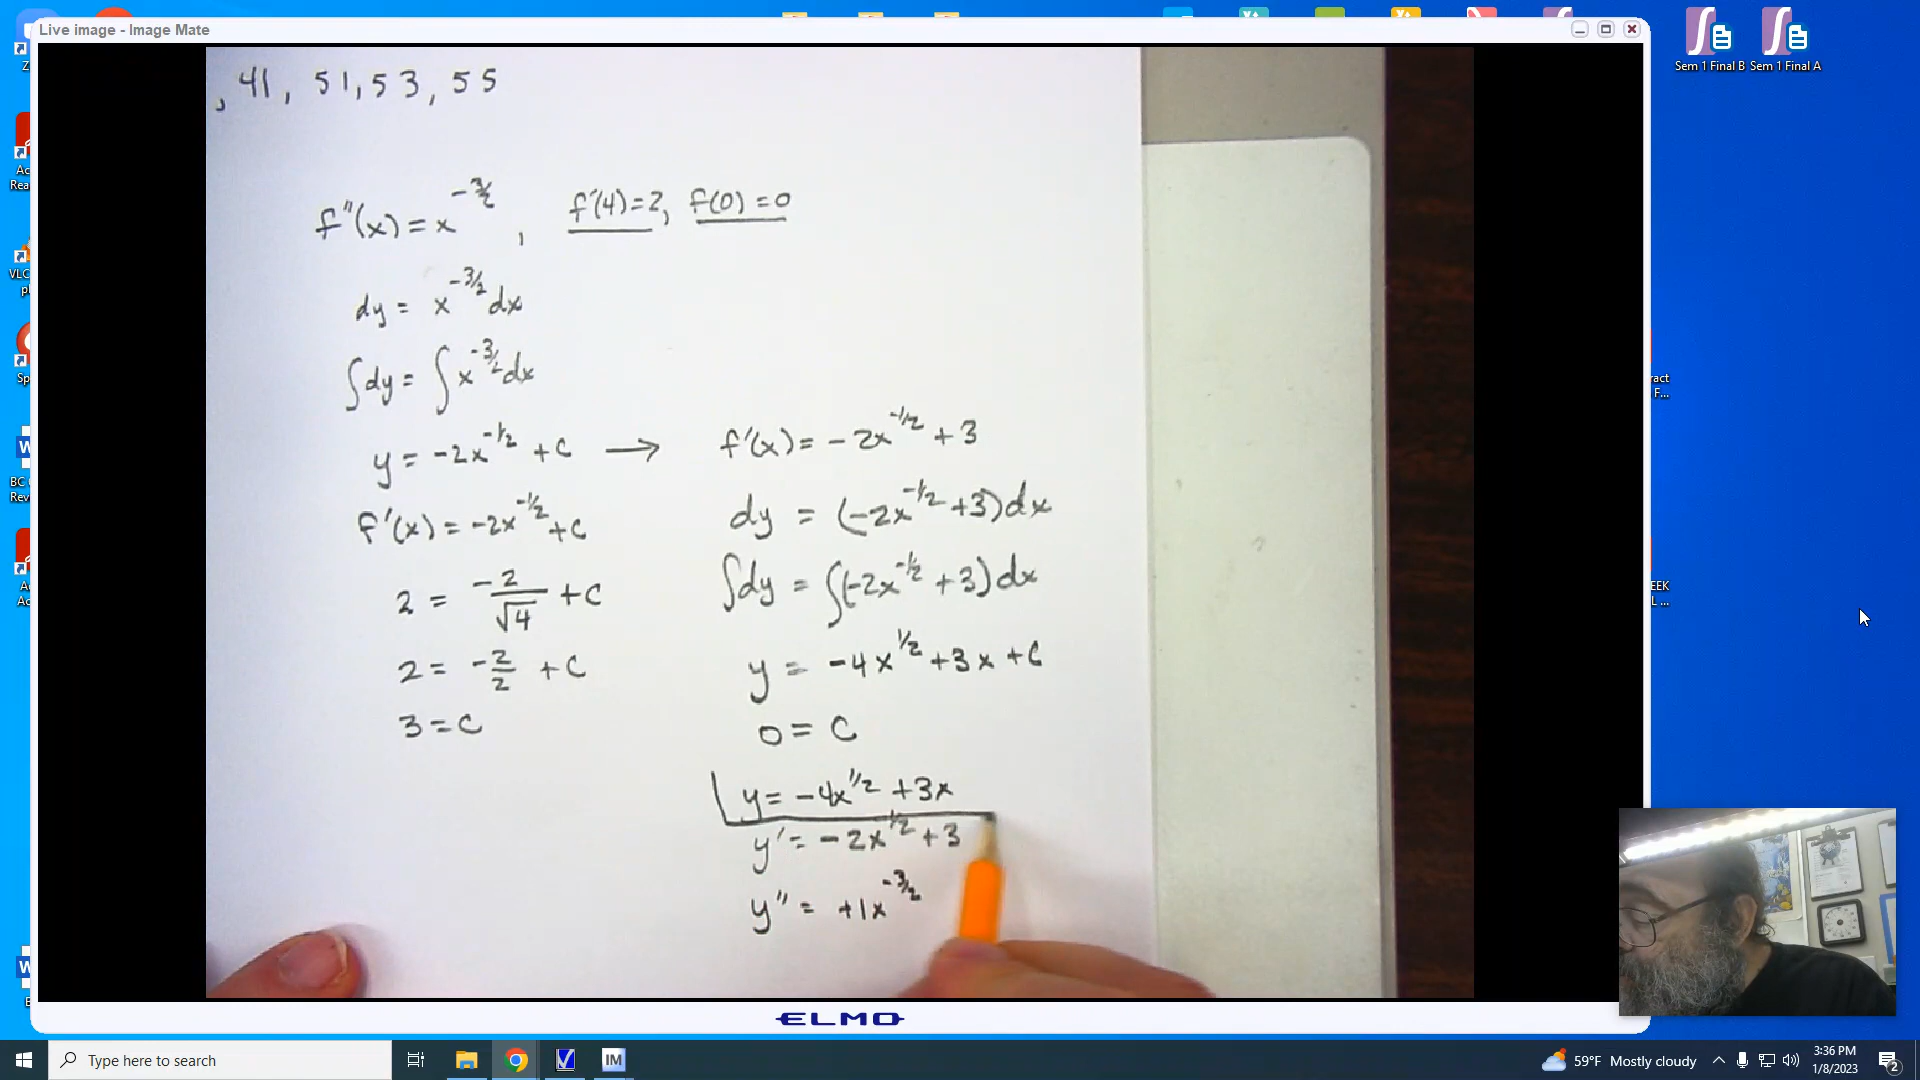 Live image - Image Mate
Sem 1 Final B
Sem 1 Final A
, 41, 51, 53, 55
f''(x) = x^{-3/2}, f'(4)=2, f(0)=0
dy = x^{-3/2} dx
∫dy = ∫x^{-3/2} dx
y = -2x^{-1/2} + C →
f'(x) = -2x^{-1/2} + C
2 = -2/√4 + C
2 = -2/2 + C
3 = C
f'(x) = -2x^{-1/2} + 3
dy = (-2x^{-1/2} + 3)dx
∫dy = ∫(-2x^{-1/2} + 3)dx
y = -4x^{1/2} + 3x + C
0 = C
y = -4x^{1/2} + 3x
y' = -2x^{1/2} + 3
y'' = +1x^{-3/2}
ELMO
Type here to search
IM
59°F Mostly cloudy
3:36 PM
1/8/2023
2